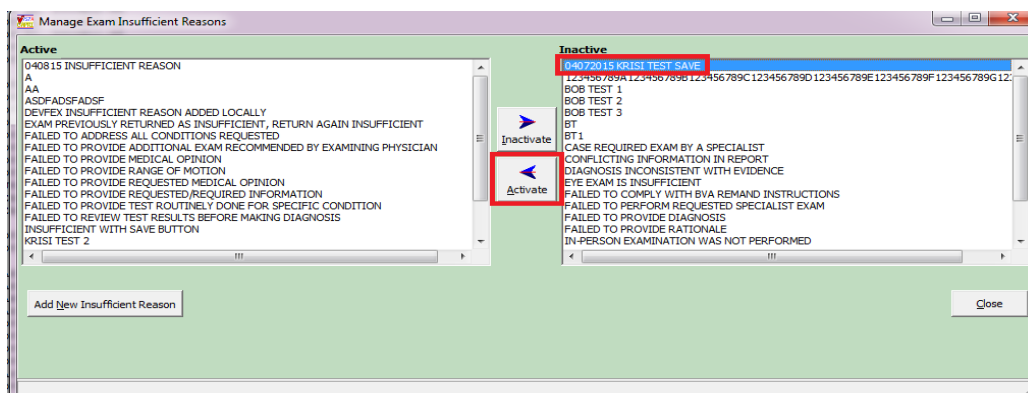 Manage Exam Insufficient Reasons
Active
040815 INSUFFICIENT REASON
A
AA
ASDFADSFADSF
DEVFEX INSUFFICIENT REASON ADDED LOCALLY
EXAM PREVIOUSLY RETURNED AS INSUFFICIENT, RETURN AGAIN INSUFFICIENT
FAILED TO ADDRESS ALL CONDITIONS REQUESTED
FAILED TO PROVIDE ADDITIONAL EXAM RECOMMENDED BY EXAMINING PHYSICIAN
FAILED TO PROVIDE MEDICAL OPINION
FAILED TO PROVIDE RANGE OF MOTION
FAILED TO PROVIDE REQUESTED MEDICAL OPINION
FAILED TO PROVIDE REQUESTED/REQUIRED INFORMATION
FAILED TO PROVIDE TEST ROUTINELY DONE FOR SPECIFIC CONDITION
FAILED TO REVIEW TEST RESULTS BEFORE MAKING DIAGNOSIS
INSUFFICIENT WITH SAVE BUTTON
KRISI TEST 2
Inactivate
Activate
Inactive
04072015 KRISI TEST SAVE
123456789A123456789B123456789C123456789D123456789E123456789F123456789G12
BOB TEST 1
BOB TEST 2
BOB TEST 3
BT
BT1
CASE REQUIRED EXAM BY A SPECIALIST
CONFLICTING INFORMATION IN REPORT
DIAGNOSIS INCONSISTENT WITH EVIDENCE
EYE EXAM IS INSUFFICIENT
FAILED TO COMPLY WITH BVA REMAND INSTRUCTIONS
FAILED TO PERFORM REQUESTED SPECIALIST EXAM
FAILED TO PROVIDE DIAGNOSIS
FAILED TO PROVIDE RATIONALE
IN-PERSON EXAMINATION WAS NOT PERFORMED
Add New Insufficient Reason
Close